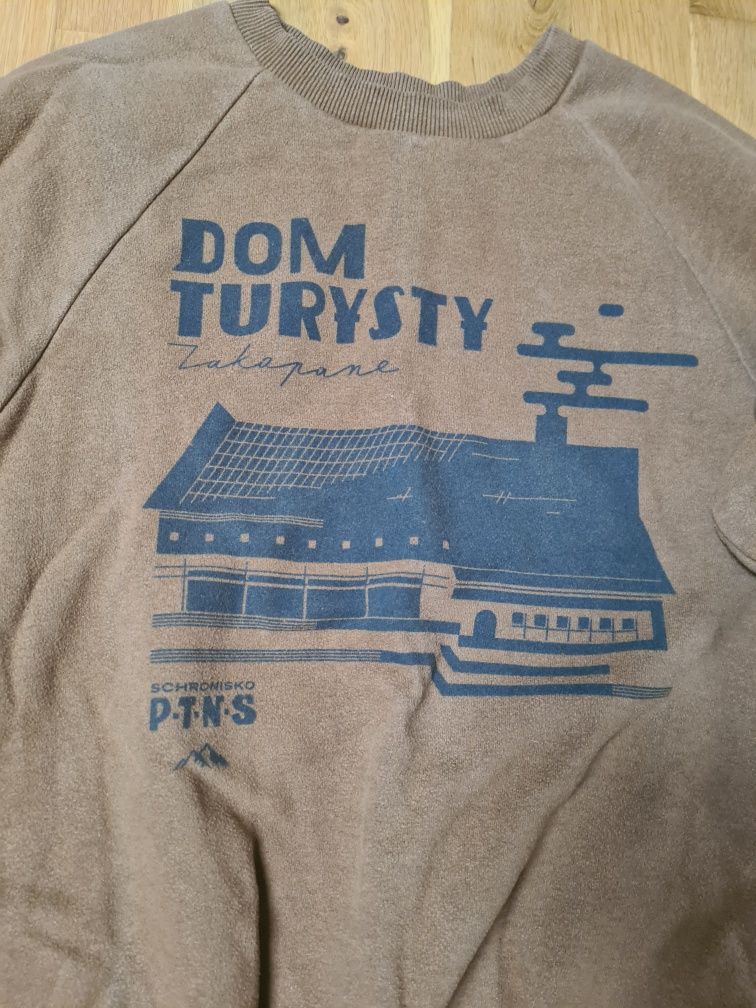 DOM
TURYSTY
Zakopane
SCHRONISKO
P·T·N·S